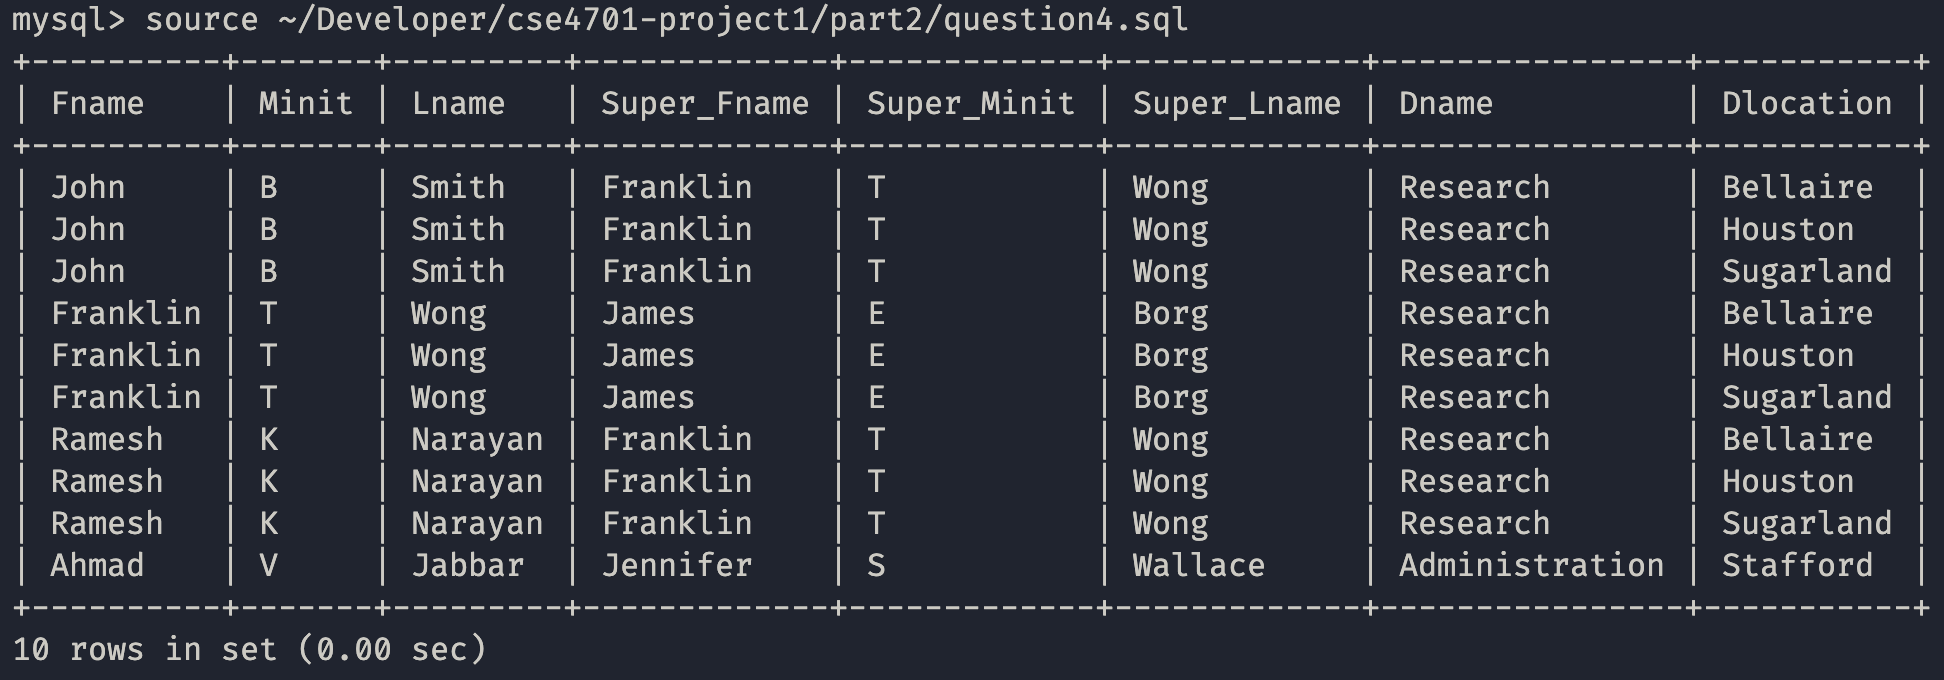 mysql> source ~/Developer/cse4701-project1/part2/question4.sql
+----------+-------+---------+-------------+-------------+-------------+----------------+-----------+
| Fname    | Minit | Lname   | Super_Fname | Super_Minit | Super_Lname | Dname          | Dlocation |
+----------+-------+---------+-------------+-------------+-------------+----------------+-----------+
| John     | B     | Smith   | Franklin    | T           | Wong        | Research       | Bellaire  |
| John     | B     | Smith   | Franklin    | T           | Wong        | Research       | Houston   |
| John     | B     | Smith   | Franklin    | T           | Wong        | Research       | Sugarland |
| Franklin | T     | Wong    | James       | E           | Borg        | Research       | Bellaire  |
| Franklin | T     | Wong    | James       | E           | Borg        | Research       | Houston   |
| Franklin | T     | Wong    | James       | E           | Borg        | Research       | Sugarland |
| Ramesh   | K     | Narayan | Franklin    | T           | Wong        | Research       | Bellaire  |
| Ramesh   | K     | Narayan | Franklin    | T           | Wong        | Research       | Houston   |
| Ramesh   | K     | Narayan | Franklin    | T           | Wong        | Research       | Sugarland |
| Ahmad    | V     | Jabbar  | Jennifer    | S           | Wallace     | Administration | Stafford  |
+----------+-------+---------+-------------+-------------+-------------+----------------+-----------+
10 rows in set (0.00 sec)